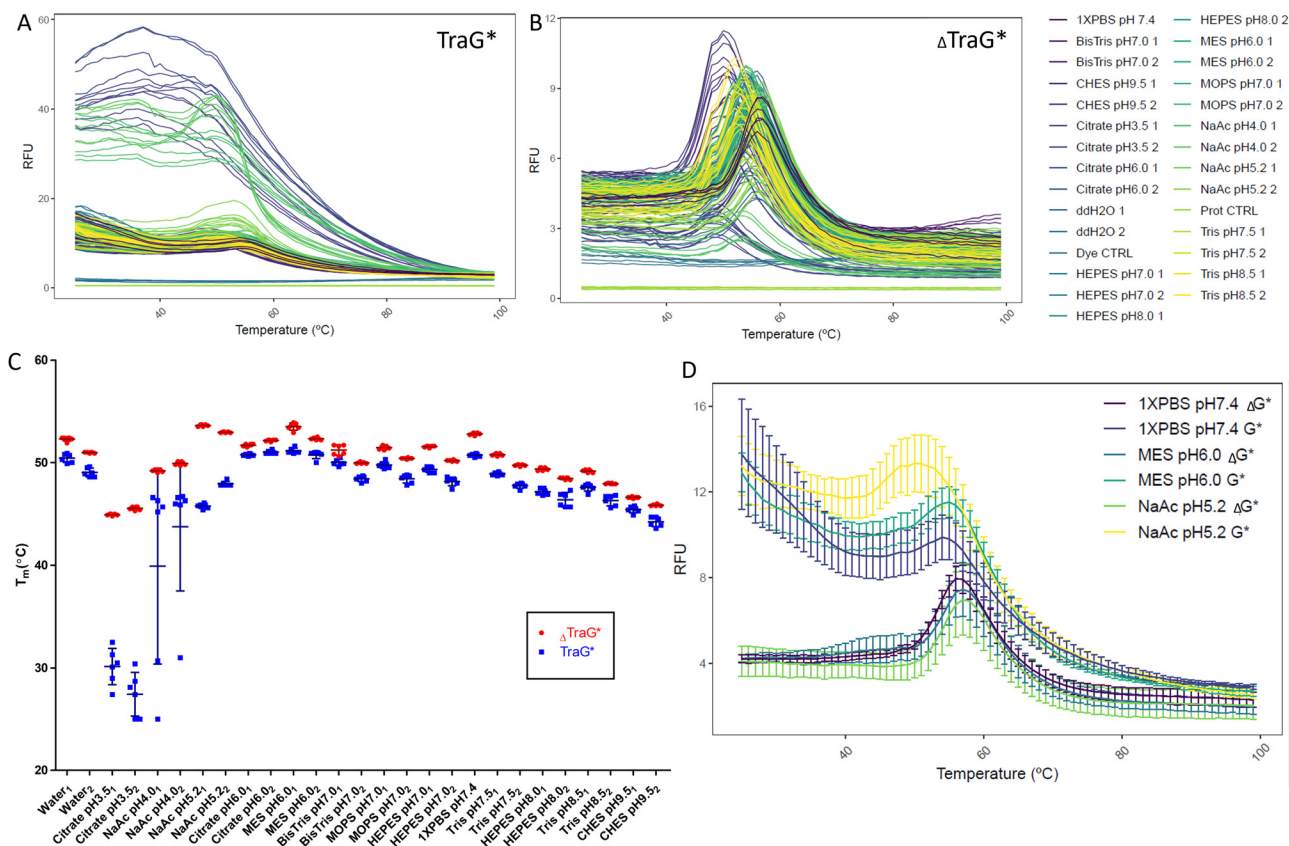 A
TraG*
60
40
20
0
RFU
40
60
80
100
Temperature (ºC)
B
ΔTraG*
12
9
6
3
0
RFU
40
60
80
100
Temperature (ºC)
1XPBS pH 7.4
BisTris pH7.0 1
BisTris pH7.0 2
CHES pH9.5 1
CHES pH9.5 2
Citrate pH3.5 1
Citrate pH3.5 2
Citrate pH6.0 1
Citrate pH6.0 2
ddH2O 1
ddH2O 2
Dye CTRL
HEPES pH7.0 1
HEPES pH7.0 2
HEPES pH8.0 1
HEPES pH8.0 2
MES pH6.0 1
MES pH6.0 2
MOPS pH7.0 1
MOPS pH7.0 2
NaAc pH4.0 1
NaAc pH4.0 2
NaAc pH5.2 1
NaAc pH5.2 2
Prot CTRL
Tris pH7.5 1
Tris pH7.5 2
Tris pH8.5 1
Tris pH8.5 2
C
60
50
40
30
20
Tm(°C)
ΔTraG*
TraG*
Water1
Water2
Citrate pH3.51
Citrate pH3.52
NaAc pH4.01
NaAc pH4.02
NaAc pH5.21
NaAc pH5.22
Citrate pH6.01
Citrate pH6.02
MES pH6.01
MES pH6.02
BisTris pH7.01
BisTris pH7.02
MOPS pH7.01
MOPS pH7.02
HEPES pH7.01
HEPES pH7.02
1XPBS pH7.4
Tris pH7.51
Tris pH7.52
HEPES pH8.01
HEPES pH8.02
Tris pH8.51
Tris pH8.52
CHES pH9.51
CHES pH9.52
D
16
12
8
4
RFU
40
60
80
100
Temperature (ºC)
1XPBS pH7.4 ΔG*
1XPBS pH7.4 G*
MES pH6.0 ΔG*
MES pH6.0 G*
NaAc pH5.2 ΔG*
NaAc pH5.2 G*